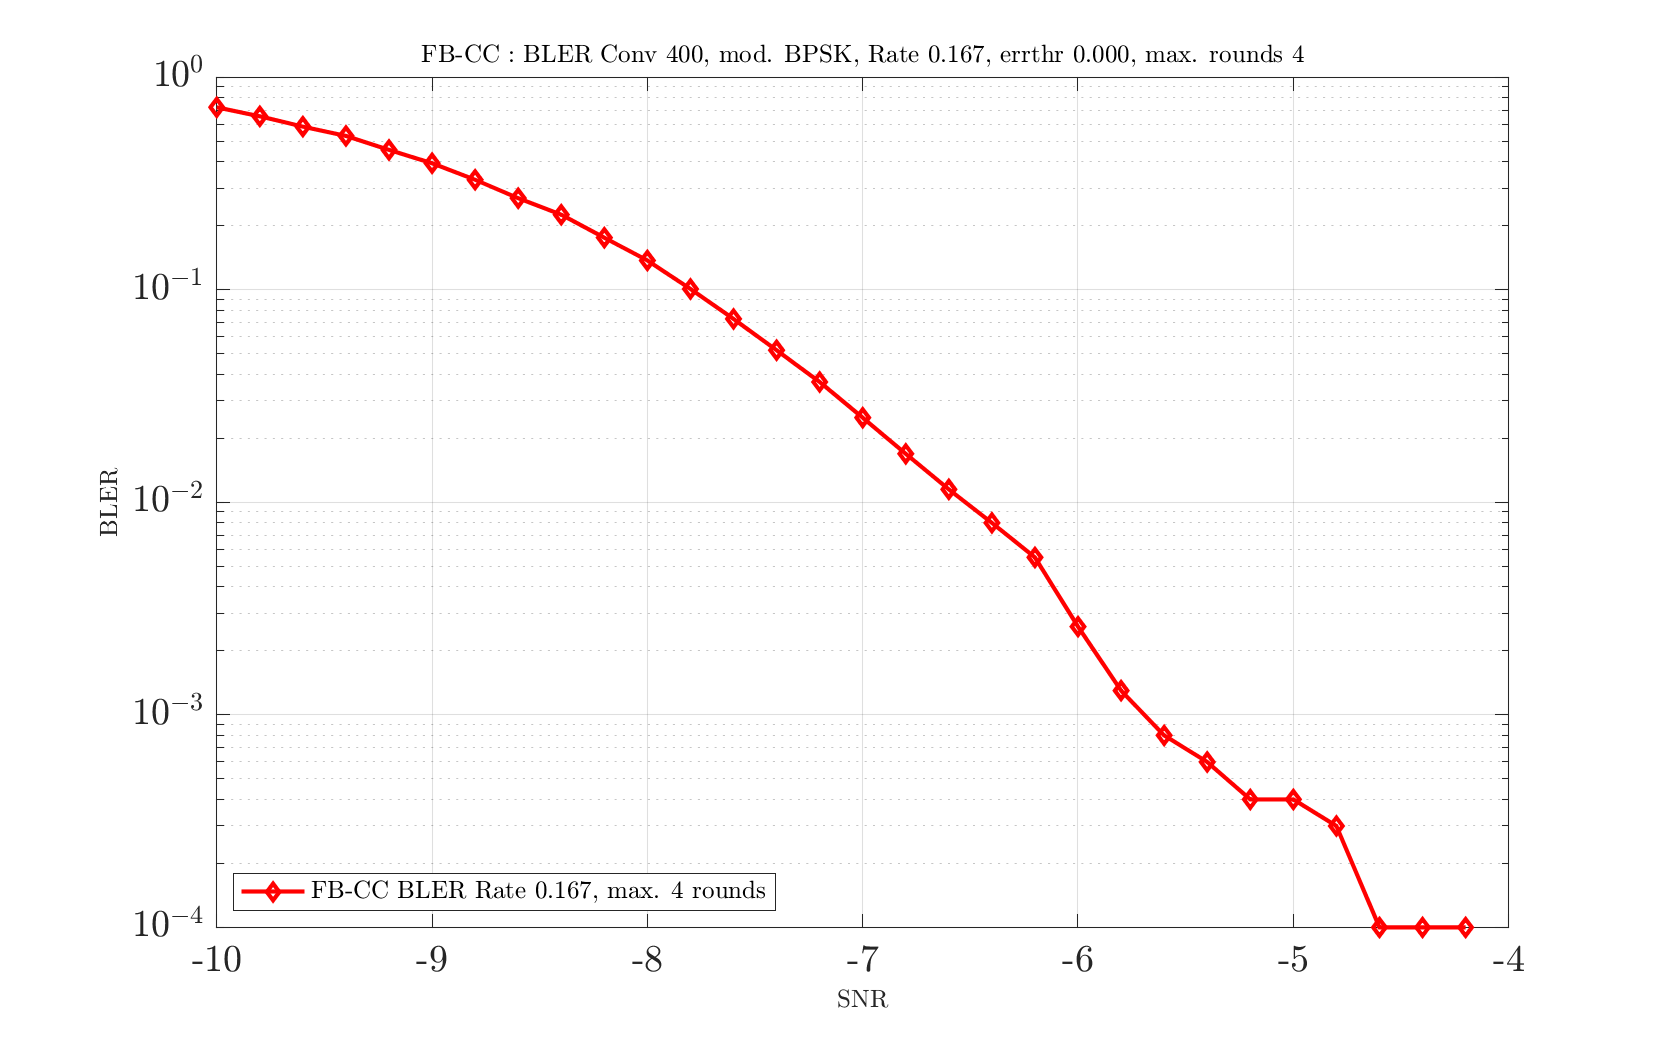 FB-CC : BLER Conv 400, mod. BPSK, Rate 0.167, errthr 0.000, max. rounds 4
10^0
10^-1
10^-2
10^-3
10^-4
BLER
FB-CC BLER Rate 0.167, max. 4 rounds
-10 -9 -8 -7 -6 -5 -4
SNR